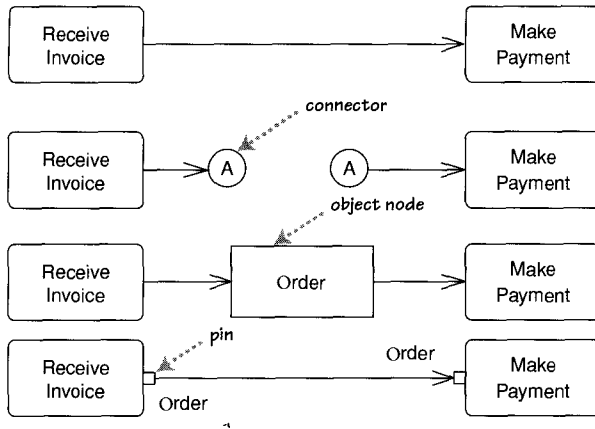 Receive
Invoice
Make
Payment
connector
Receive
Invoice
A
A
Make
Payment
object node
Receive
Invoice
Order
Make
Payment
pin
Receive
Invoice
Order
Order
Make
Payment